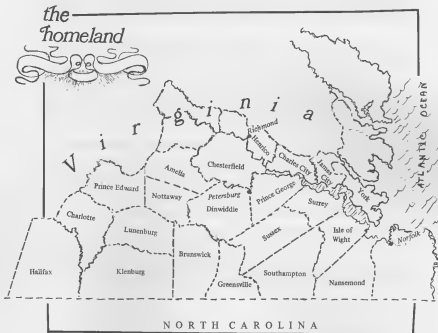 the
homeland
Virginia
Richmond
Henrico
Chesterfield
Charles City
James
City
York
Amelia
Prince Edward
Nottaway
Petersburg
Dinwiddie
Prince George
Surrey
Charlotte
Lunenburg
Sussex
Isle of
Wight
Norfolk
Brunswick
Halifax
Klenburg
Greensville
Southampton
Nansemond
ATLANTIC OCEAN
NORTH CAROLINA